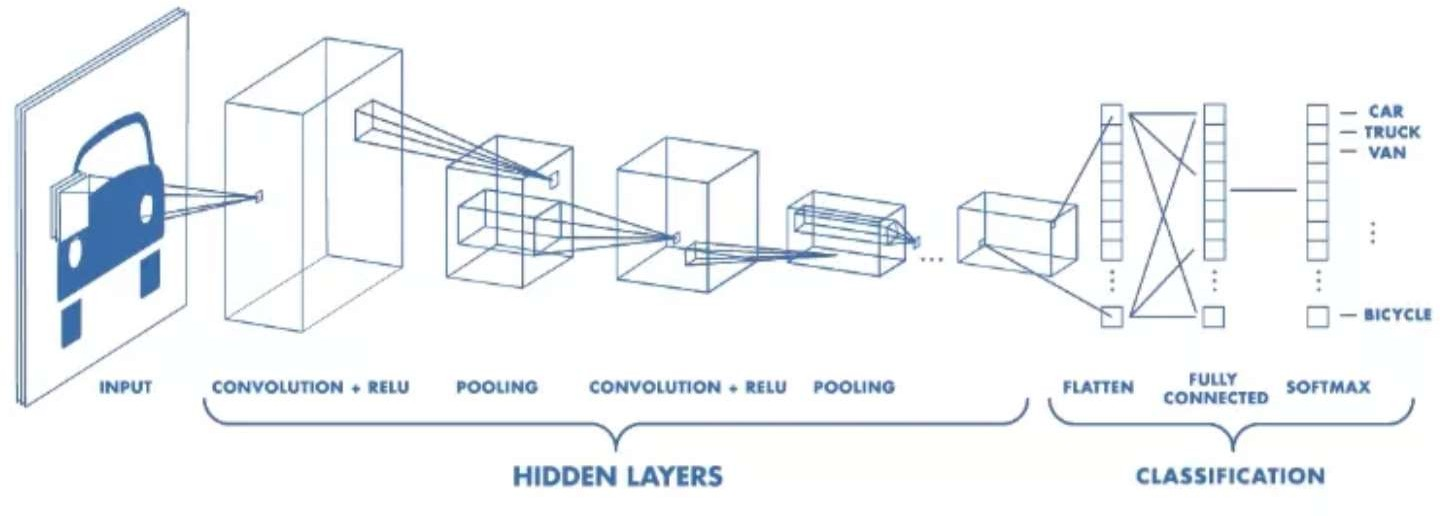 CAR
TRUCK
VAN
BICYCLE
INPUT
CONVOLUTION + RELU
POOLING
CONVOLUTION + RELU
POOLING
FLATTEN
FULLY
CONNECTED
SOFTMAX
HIDDEN LAYERS
CLASSIFICATION